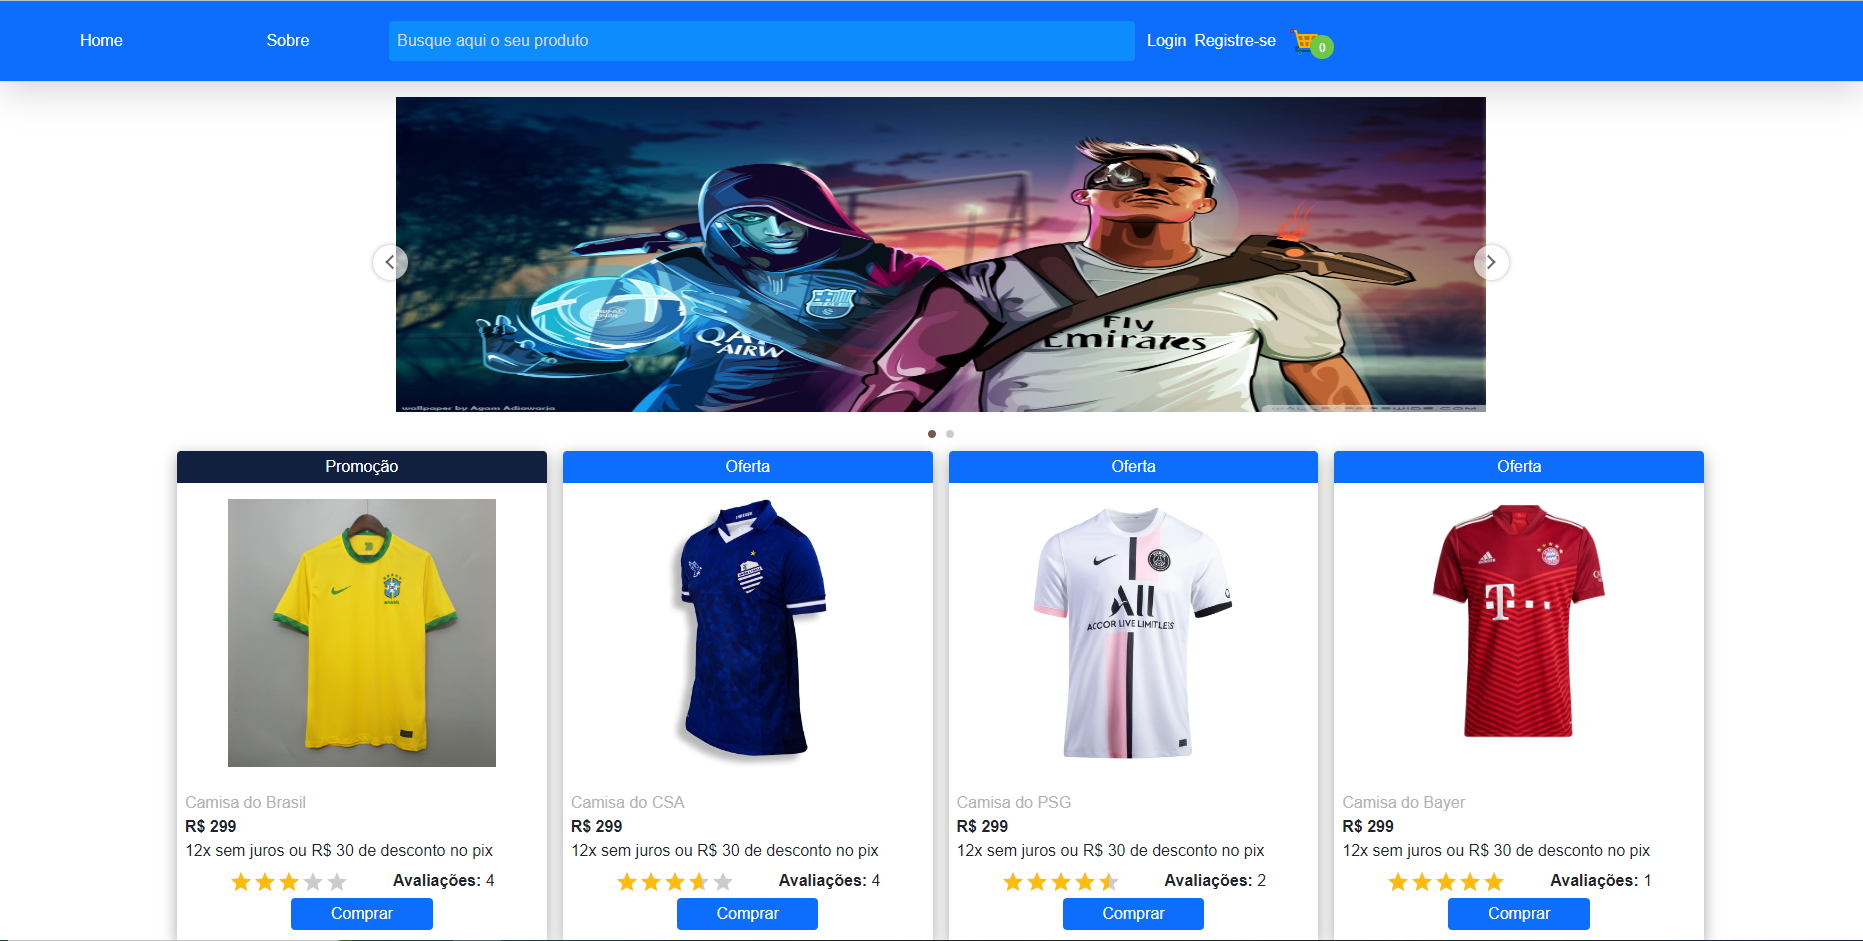 Home Sobre Busque aqui o seu produto Login Registre-se 0
QA
AIRW
Fly
Emirates
wallpaper by Agam Adiawarja
Promoção Oferta Oferta Oferta
ALL
ACCOR LIVE LIMITLESS
T
Camisa do Brasil Camisa do CSA Camisa do PSG Camisa do Bayer
R$ 299 R$ 299 R$ 299 R$ 299
12x sem juros ou R$ 30 de desconto no pix 12x sem juros ou R$ 30 de desconto no pix 12x sem juros ou R$ 30 de desconto no pix 12x sem juros ou R$ 30 de desconto no pix
Avaliações: 4 Avaliações: 4 Avaliações: 2 Avaliações: 1
Comprar Comprar Comprar Comprar